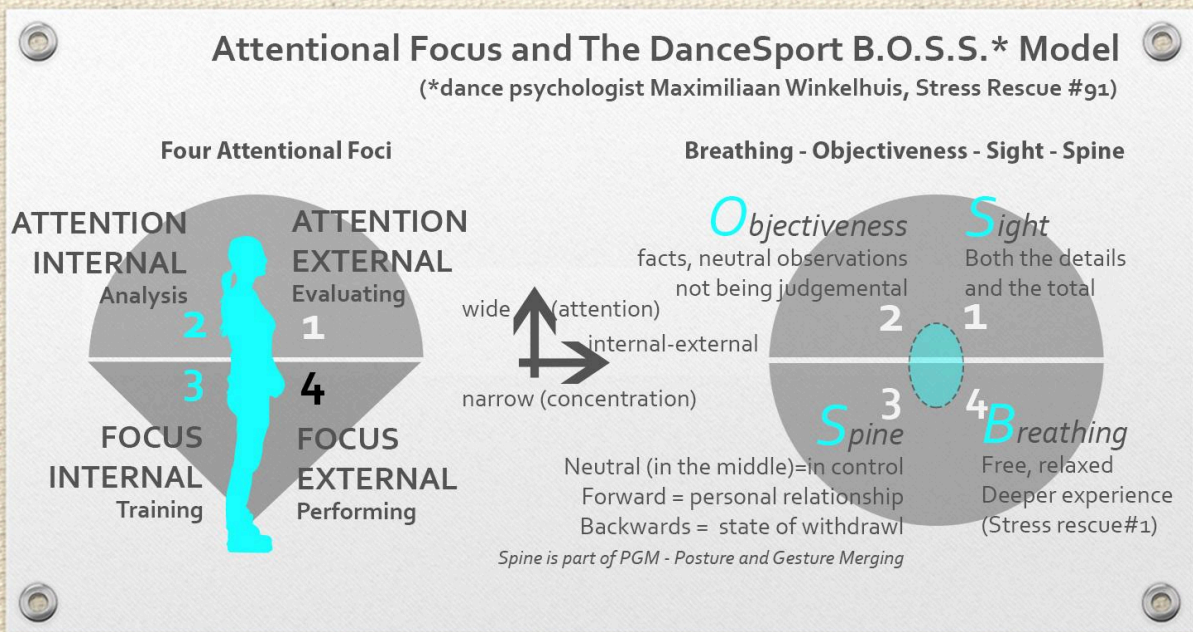 Attentional Focus and The DanceSport B.O.S.S.* Model
(*dance psychologist Maximiliaan Winkelhuis, Stress Rescue #91)
Four Attentional Foci
ATTENTION
INTERNAL
Analysis
2
ATTENTION
EXTERNAL
Evaluating
1
3
FOCUS
INTERNAL
Training
4
FOCUS
EXTERNAL
Performing
wide (attention)
internal-external
narrow (concentration)
Breathing - Objectiveness - Sight - Spine
Objectiveness
facts, neutral observations
not being judgemental
2
Sight
Both the details
and the total
1
3
Spine
Neutral (in the middle)=in control
Forward = personal relationship
Backwards = state of withdrawl
Spine is part of PGM - Posture and Gesture Merging
4
Breathing
Free, relaxed
Deeper experience
(Stress rescue#1)